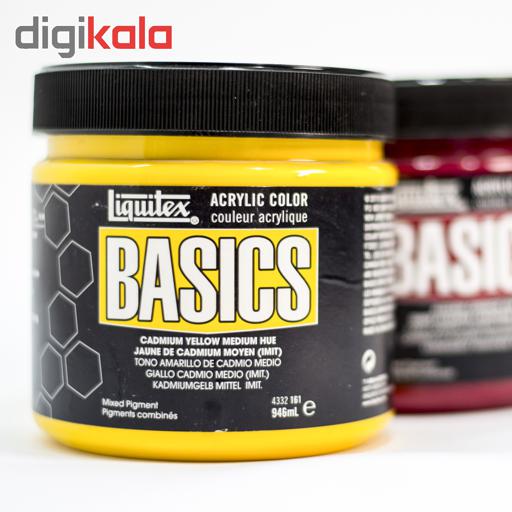 digikala
Liquitex®
ACRYLIC COLOR
couleur acrylique
BASICS
CADMIUM YELLOW MEDIUM HUE
JAUNE DE CADMIUM MOYEN (IMIT)
TONO AMARILLO DE CADMIO MEDIO
GIALLO CADMIO MEDIO (IMIT.)
KADMIUMGELB MITTEL IMIT.
Mixed Pigment
Pigments combinés
4332 161
946mL e
BASIC